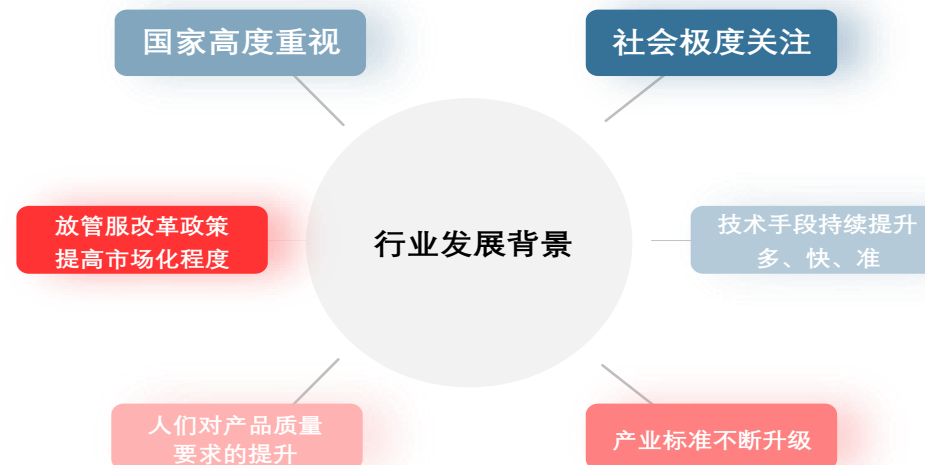 国家高度重视
社会极度关注
放管服改革政策
提高市场化程度
行业发展背景
技术手段持续提升
多、快、准
人们对产品质量
要求的提升
产业标准不断升级